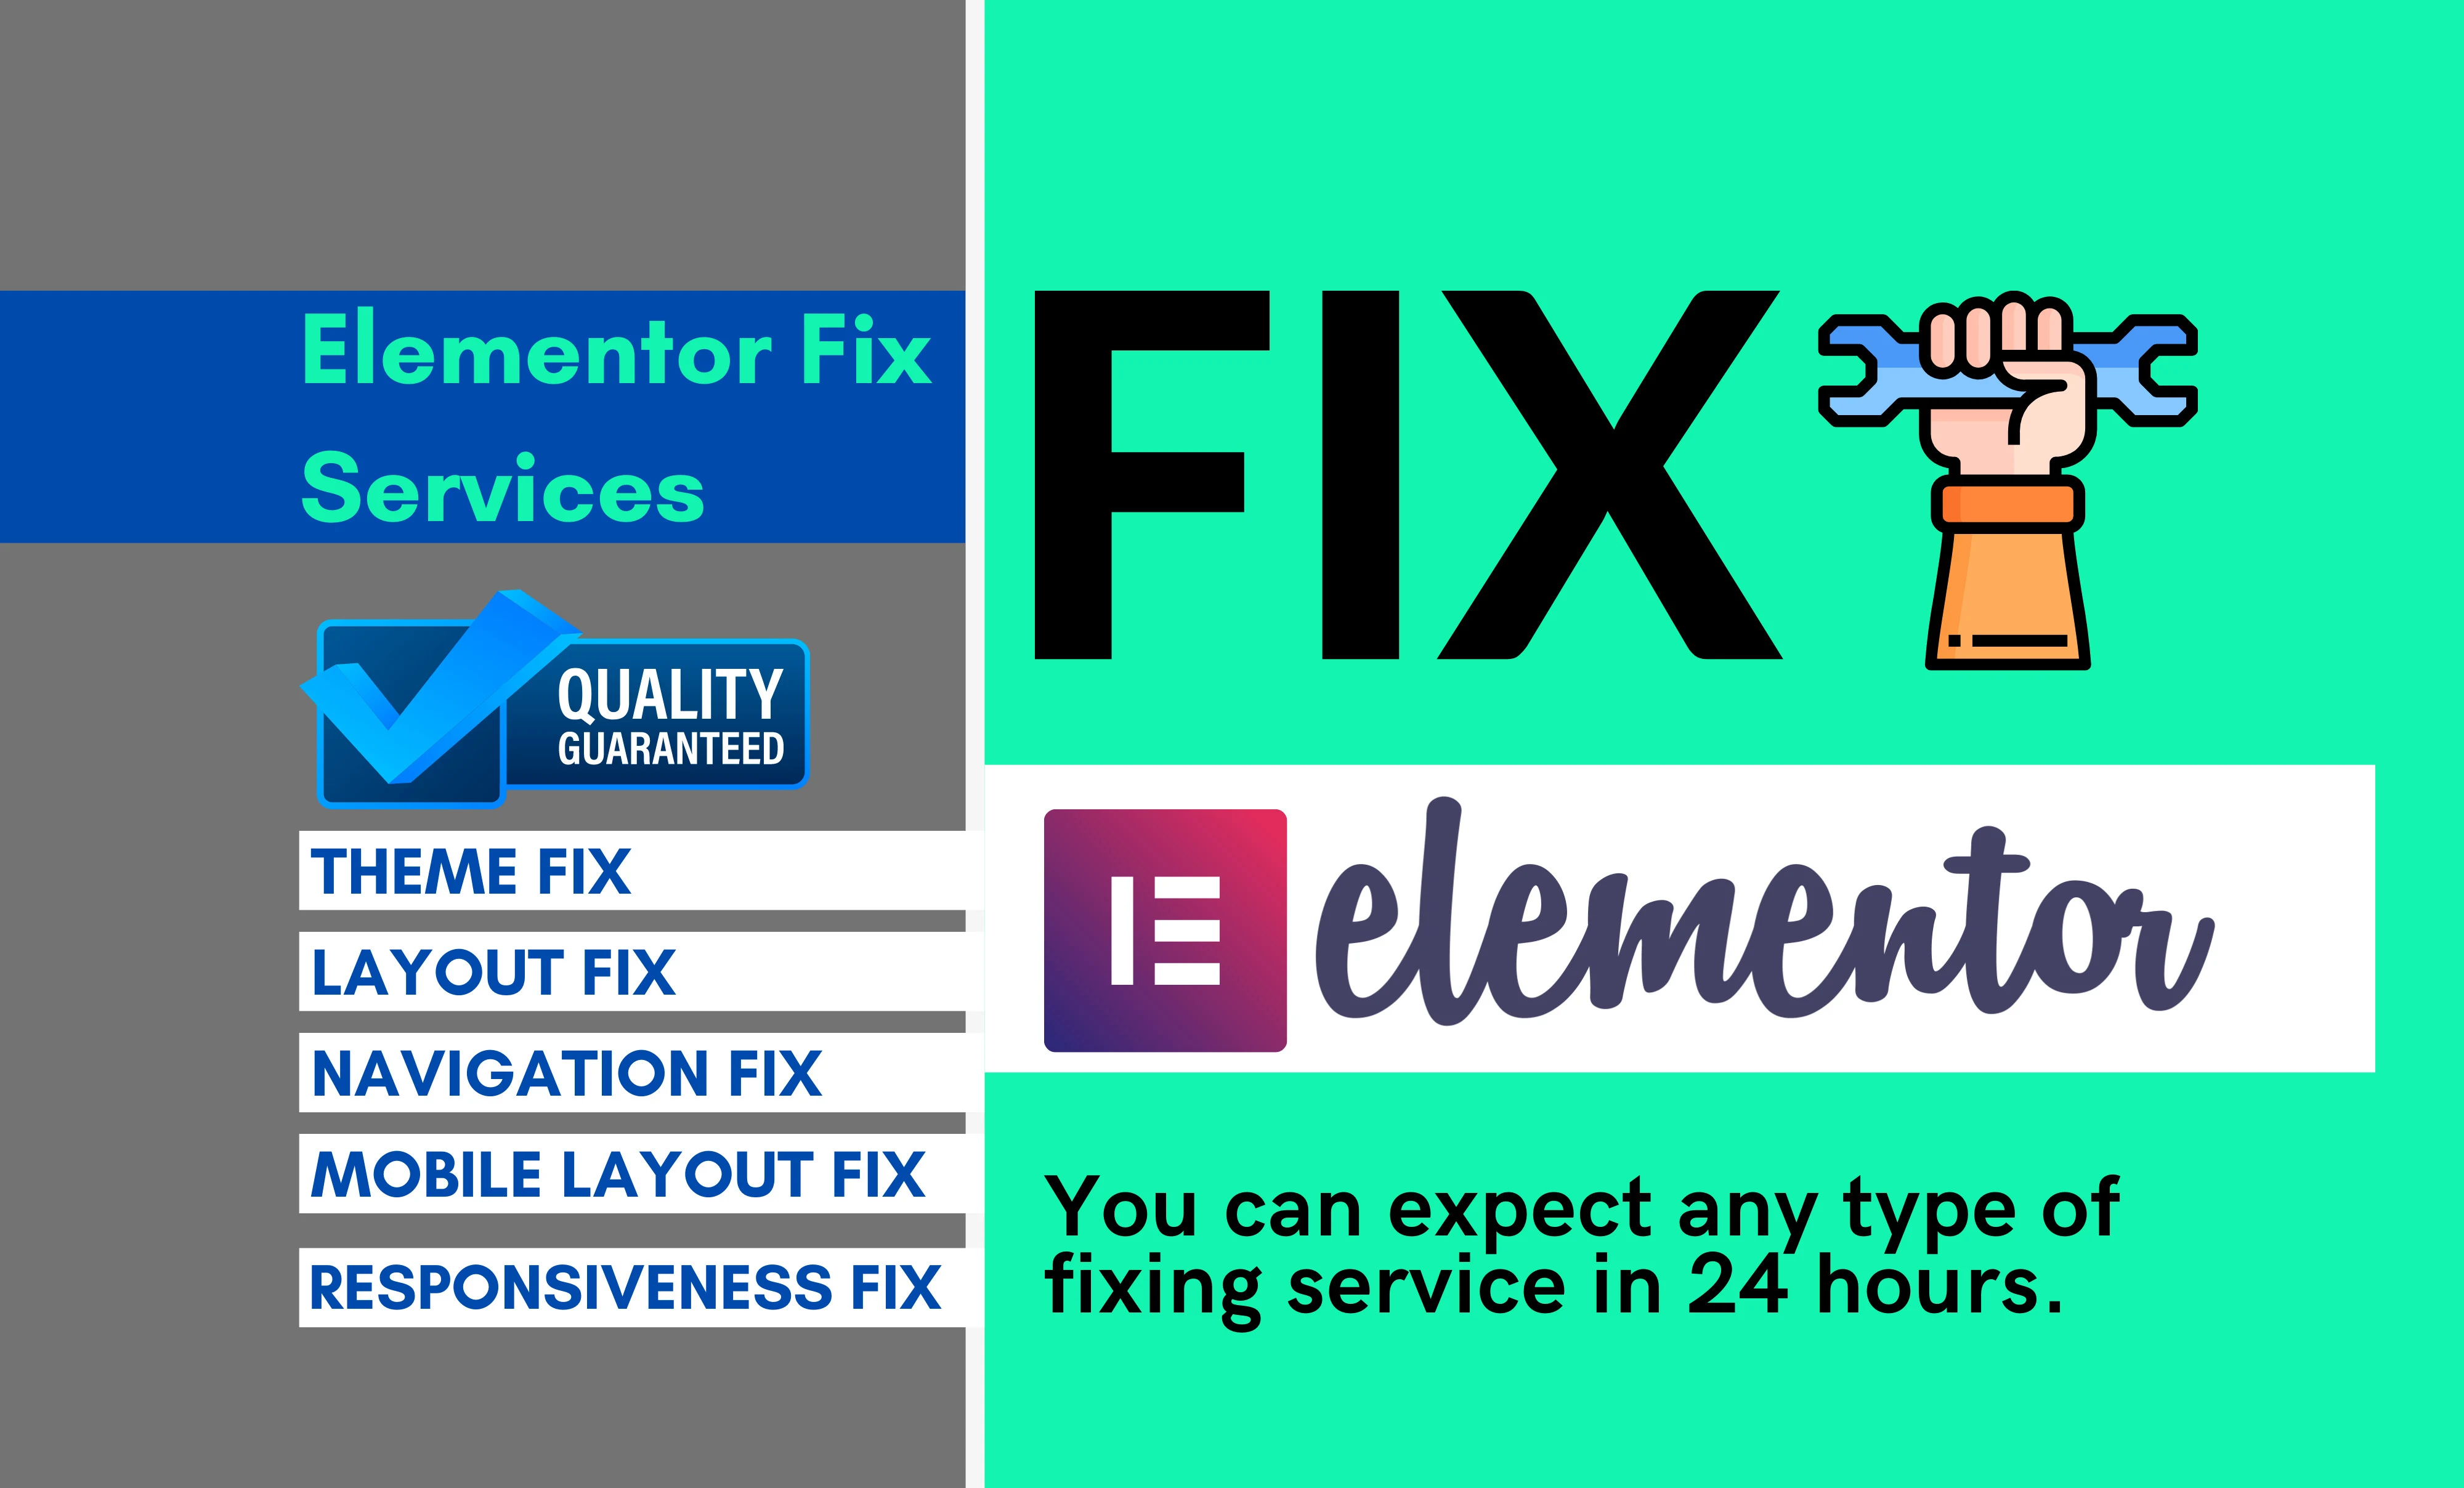 Elementor Fix
Services
QUALITY
GUARANTEED
THEME FIX
LAYOUT FIX
NAVIGATION FIX
MOBILE LAYOUT FIX
RESPONSIVENESS FIX
FIX
elementor
You can expect any type of
fixing service in 24 hours.